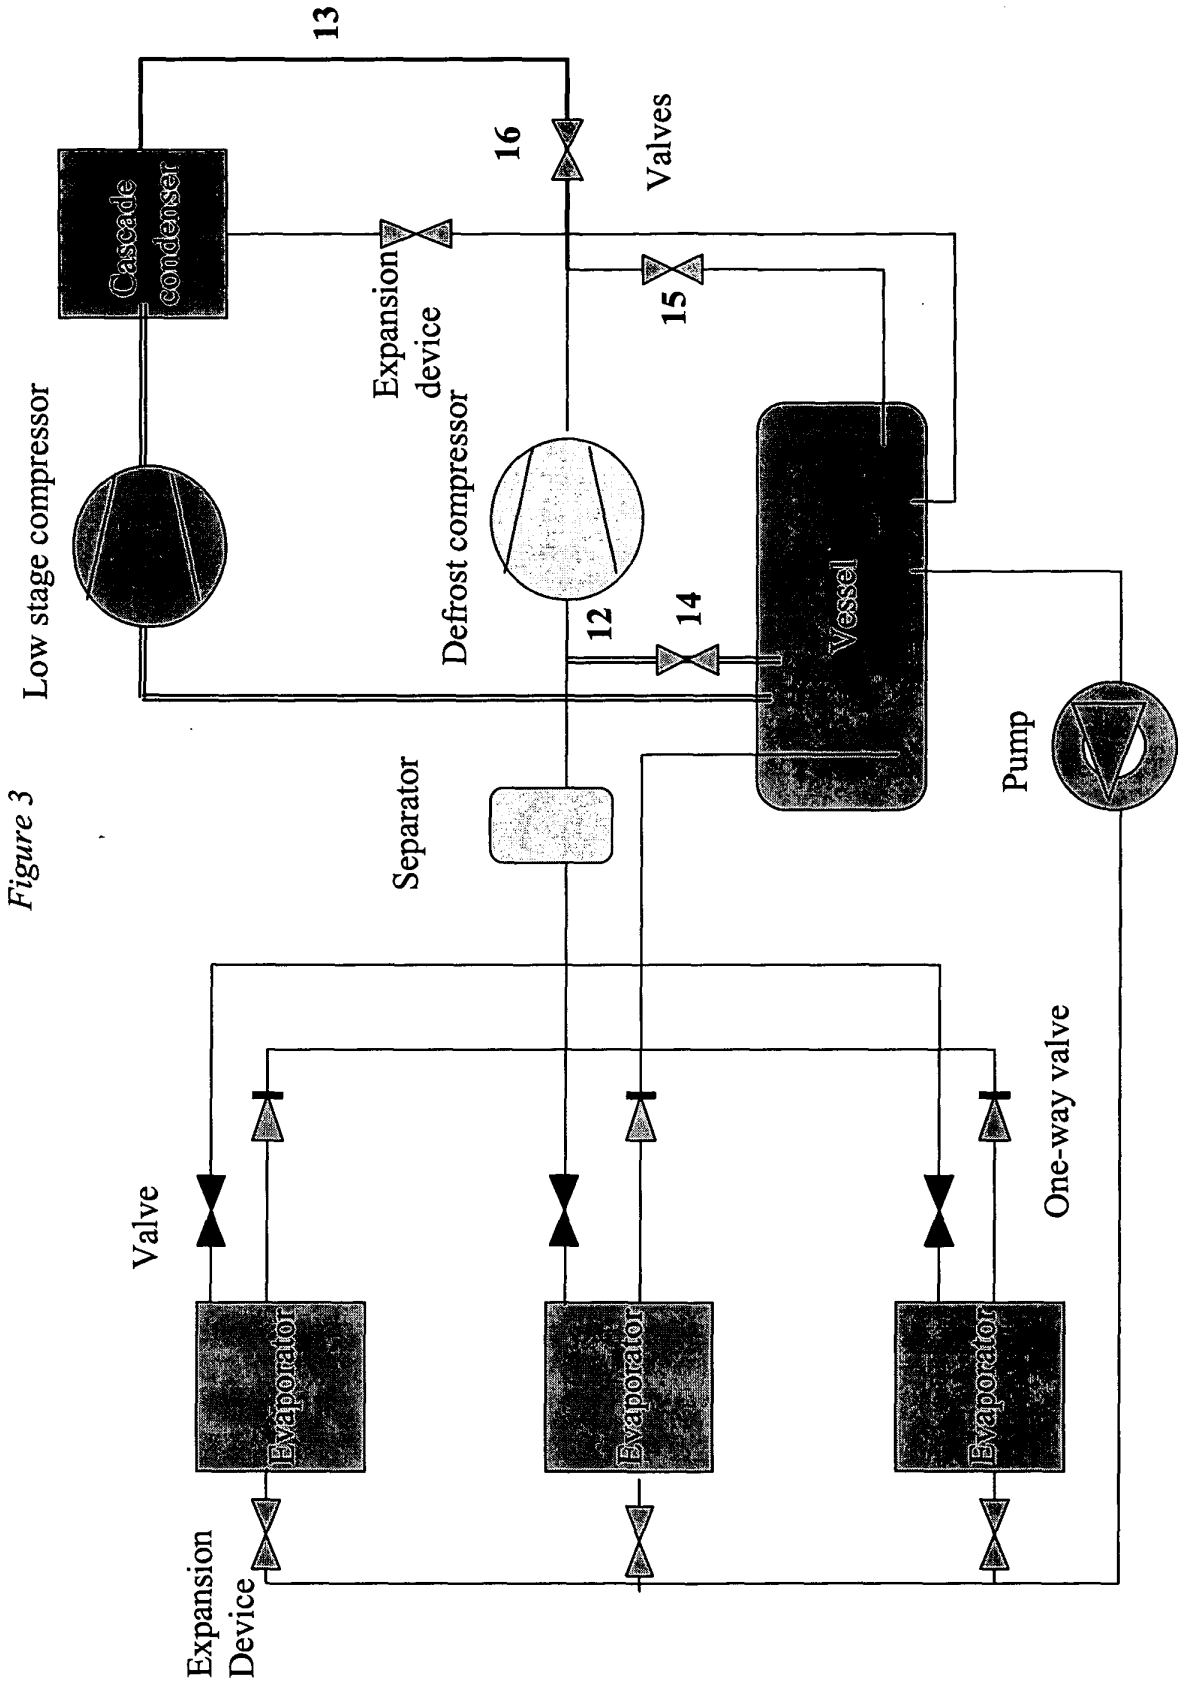 Figure 3
Low stage compressor
Cascade
condenser
13
Expansion
device
16
Valves
15
Defrost compressor
12
14
Vessel
Separator
Pump
Valve
One-way valve
Evaporator
Evaporator
Evaporator
Expansion
Device